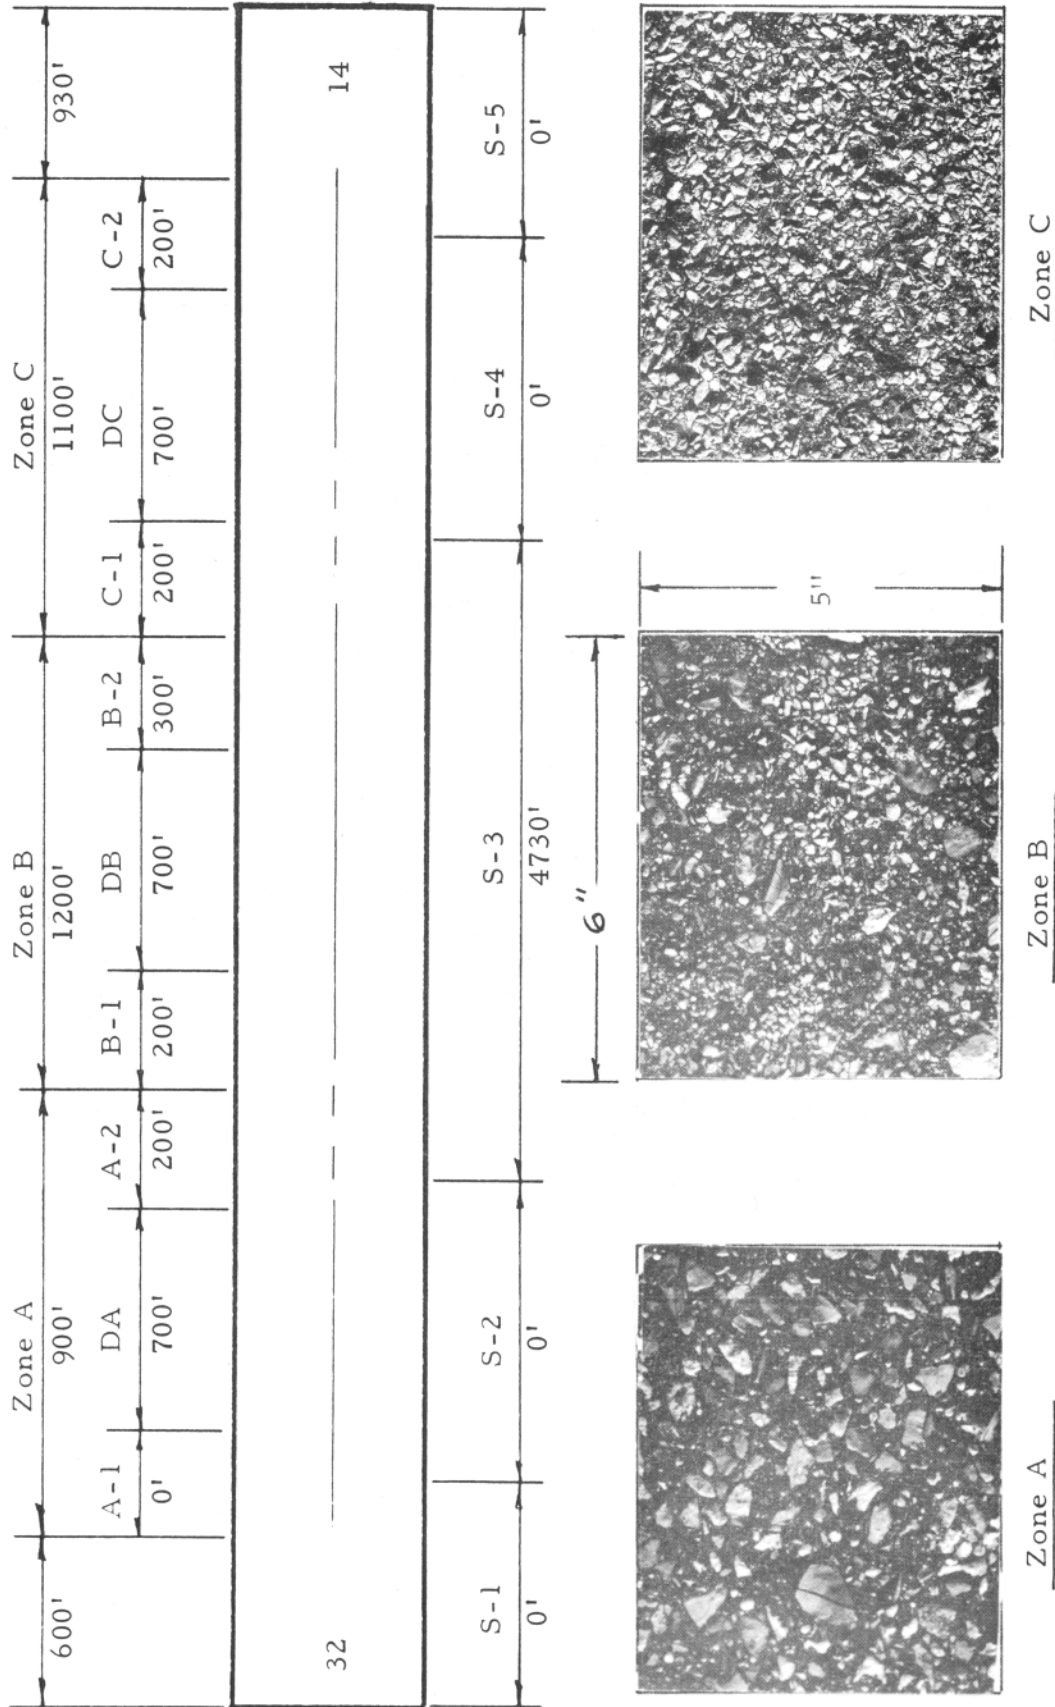 Zone A Zone B Zone C
600' 900' 1200' 1100' 930'
A-1 DA A-2 B-1 DB B-2 C-1 DC C-2
0' 700' 200' 200' 700' 300' 200' 700' 200'
32 14
S-1 S-2 S-3 S-4 S-5
0' 0' 4730' 0' 0'
6"
5"
Zone A Zone B Zone C